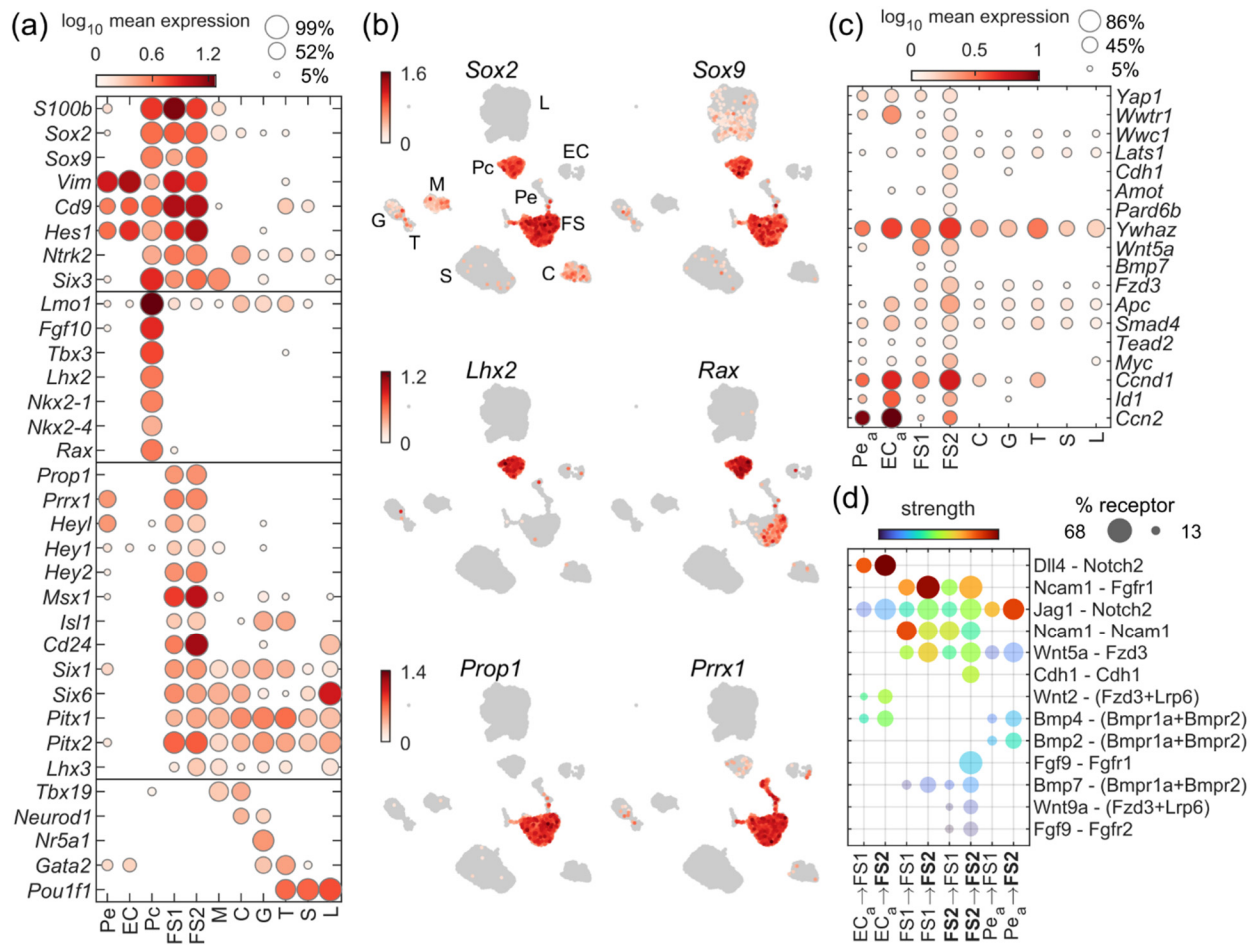 (a)
log10 mean expression
0 0.6 1.2
99%
52%
5%
S100b
Sox2
Sox9
Vim
Cd9
Hes1
Ntrk2
Six3
Lmo1
Fgf10
Tbx3
Lhx2
Nkx2-1
Nkx2-4
Rax
Prop1
Prrx1
Heyl
Hey1
Hey2
Msx1
Isl1
Cd24
Six1
Six6
Pitx1
Pitx2
Lhx3
Tbx19
Neurod1
Nr5a1
Gata2
Pou1f1
Pe EC Pc FS1 FS2 M C G T S L
(b)
1.6
0
Sox2
L
Pc
EC
Pe
M
G
T
FS
S
C
Sox9
1.2
0
Lhx2
Rax
1.4
0
Prop1
Prrx1
(c)
log10 mean expression
0 0.5 1
86%
45%
5%
Yap1
Wwtr1
Wwc1
Lats1
Cdh1
Amot
Pard6b
Ywhaz
Wnt5a
Bmp7
Fzd3
Apc
Smad4
Tead2
Myc
Ccnd1
Id1
Ccn2
Pea ECa FS1 FS2 C G T S L
(d)
strength
% receptor
68 13
Dll4 - Notch2
Ncam1 - Fgfr1
Jag1 - Notch2
Ncam1 - Ncam1
Wnt5a - Fzd3
Cdh1 - Cdh1
Wnt2 - (Fzd3+Lrp6)
Bmp4 - (Bmpr1a+Bmpr2)
Bmp2 - (Bmpr1a+Bmpr2)
Fgf9 - Fgfr1
Bmp7 - (Bmpr1a+Bmpr2)
Wnt9a - (Fzd3+Lrp6)
Fgf9 - Fgfr2
ECa→FS1
ECa→FS2
FS1→FS1
FS1→FS2
FS2→FS1
FS2→FS2
Pea→FS1
Pea→FS2